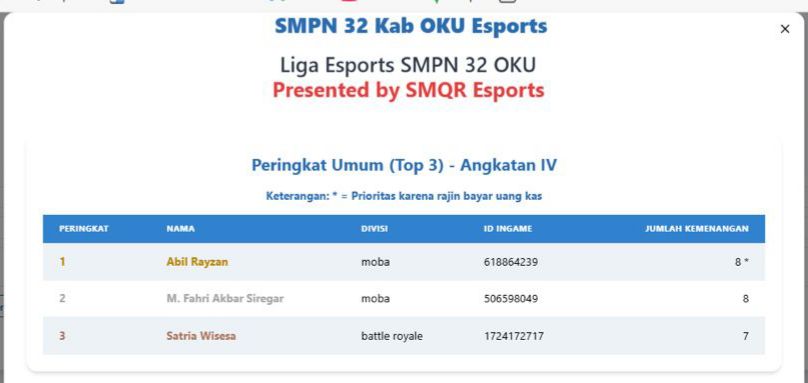 SMPN 32 Kab OKU Esports
×
Liga Esports SMPN 32 OKU
Presented by SMQR Esports
Peringkat Umum (Top 3) - Angkatan IV
Keterangan: * = Prioritas karena rajin bayar uang kas
PERINGKAT NAMA DIVISI ID INGAME JUMLAH KEMENANGAN
1 Abil Rayzan moba 618864239 8 *
2 M. Fahri Akbar Siregar moba 506598049 8
3 Satria Wisesa battle royale 1724172717 7